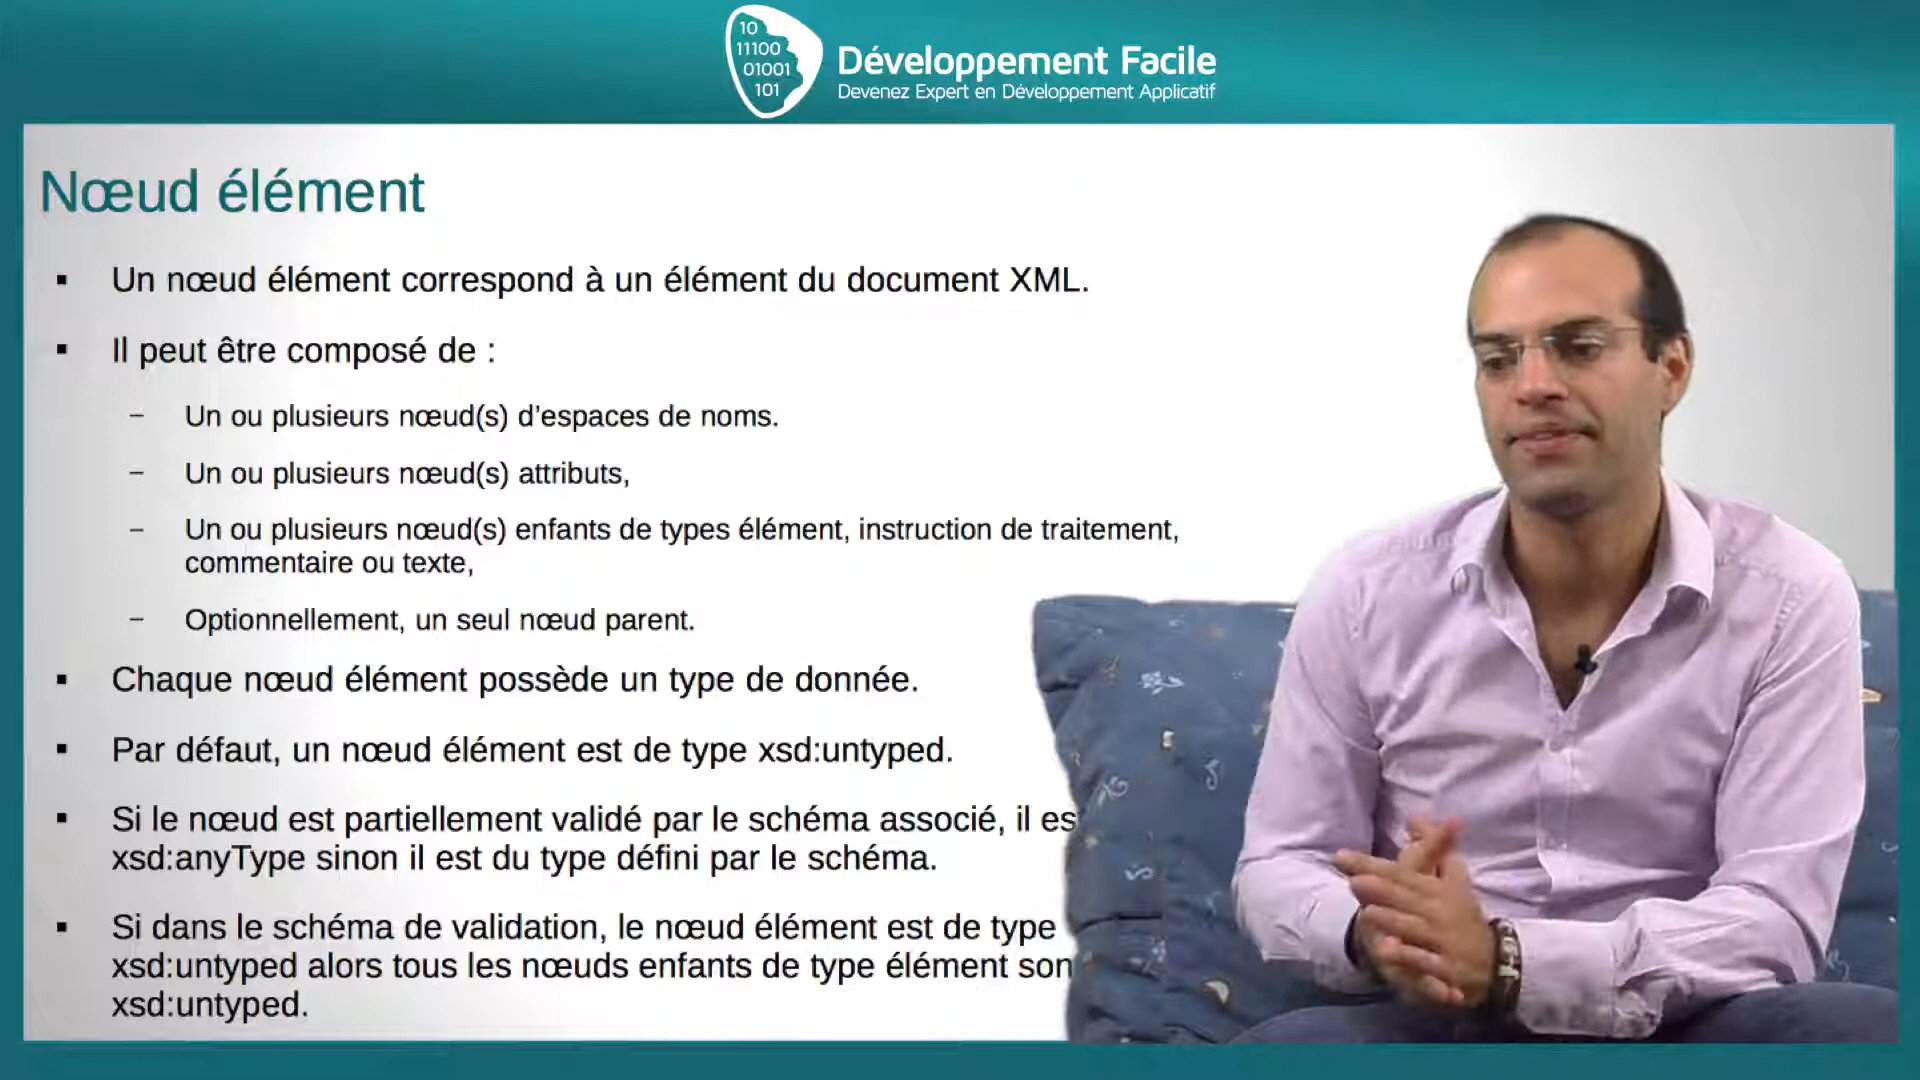 10
11100
01001
101
Développement Facile
Devenez Expert en Développement Applicatif
Nœud élément
▪ Un nœud élément correspond à un élément du document XML.
▪ Il peut être composé de :
– Un ou plusieurs nœud(s) d’espaces de noms.
– Un ou plusieurs nœud(s) attributs,
– Un ou plusieurs nœud(s) enfants de types élément, instruction de traitement,
commentaire ou texte,
– Optionnellement, un seul nœud parent.
▪ Chaque nœud élément possède un type de donnée.
▪ Par défaut, un nœud élément est de type xsd:untyped.
▪ Si le nœud est partiellement validé par le schéma associé, il es
xsd:anyType sinon il est du type défini par le schéma.
▪ Si dans le schéma de validation, le nœud élément est de type
xsd:untyped alors tous les nœuds enfants de type élément son
xsd:untyped.